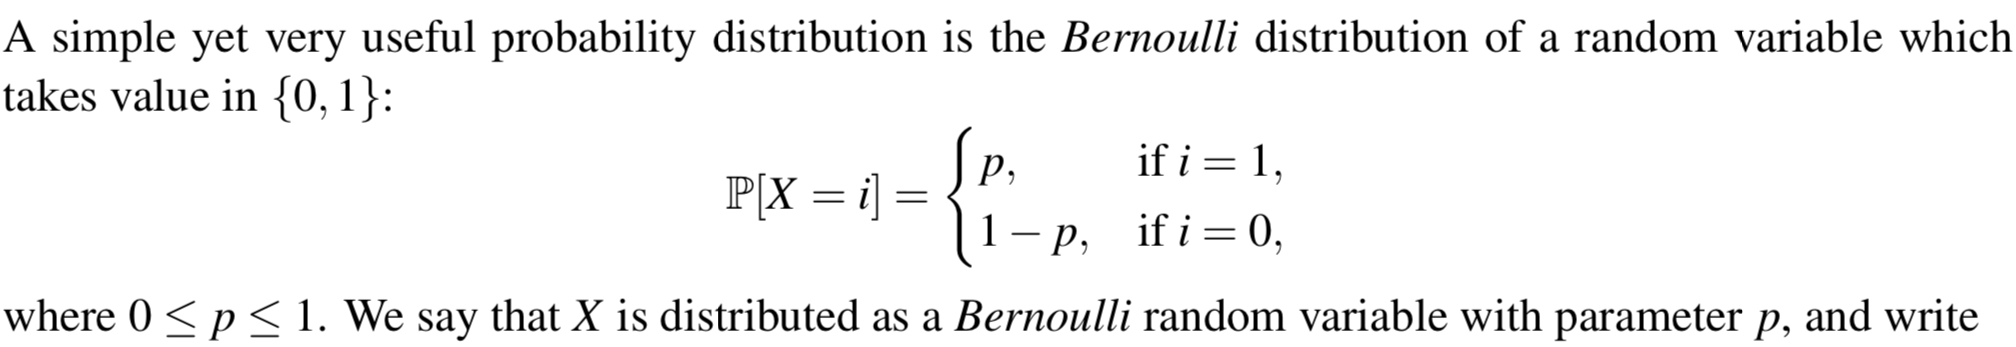 A simple yet very useful probability distribution is the Bernoulli distribution of a random variable which
takes value in {0, 1}:
ℙ[X = i] = { p, if i = 1,
1 − p, if i = 0,
where 0 ≤ p ≤ 1. We say that X is distributed as a Bernoulli random variable with parameter p, and write